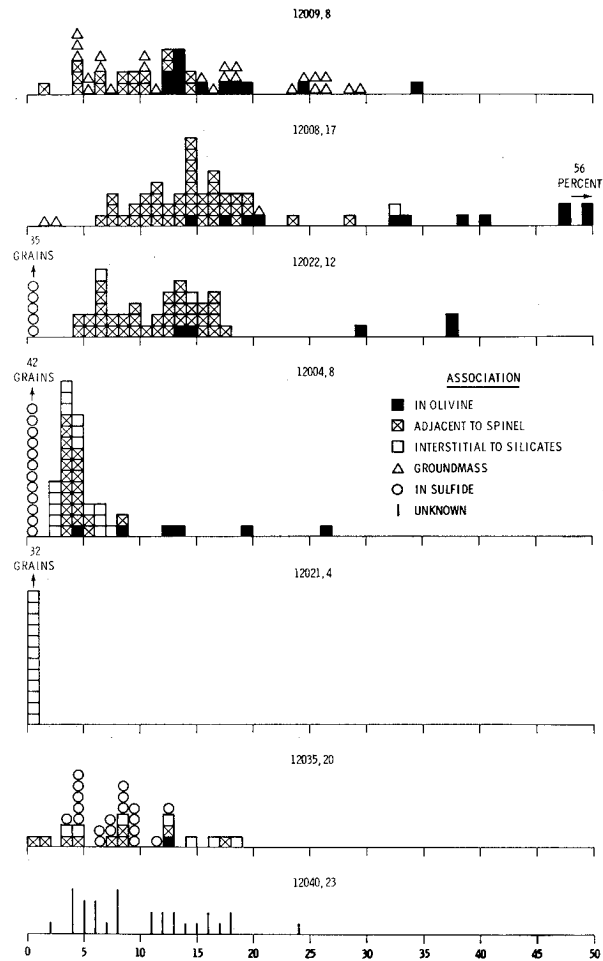 12009,8
12008,17
56
PERCENT
35
GRAINS
12022,12
42
GRAINS
12004,8
ASSOCIATION
IN OLIVINE
ADJACENT TO SPINEL
INTERSTITIAL TO SILICATES
GROUNDMASS
IN SULFIDE
UNKNOWN
32
GRAINS
12021,4
12035,20
12040,23
0 5 10 15 20 25 30 35 40 45 50